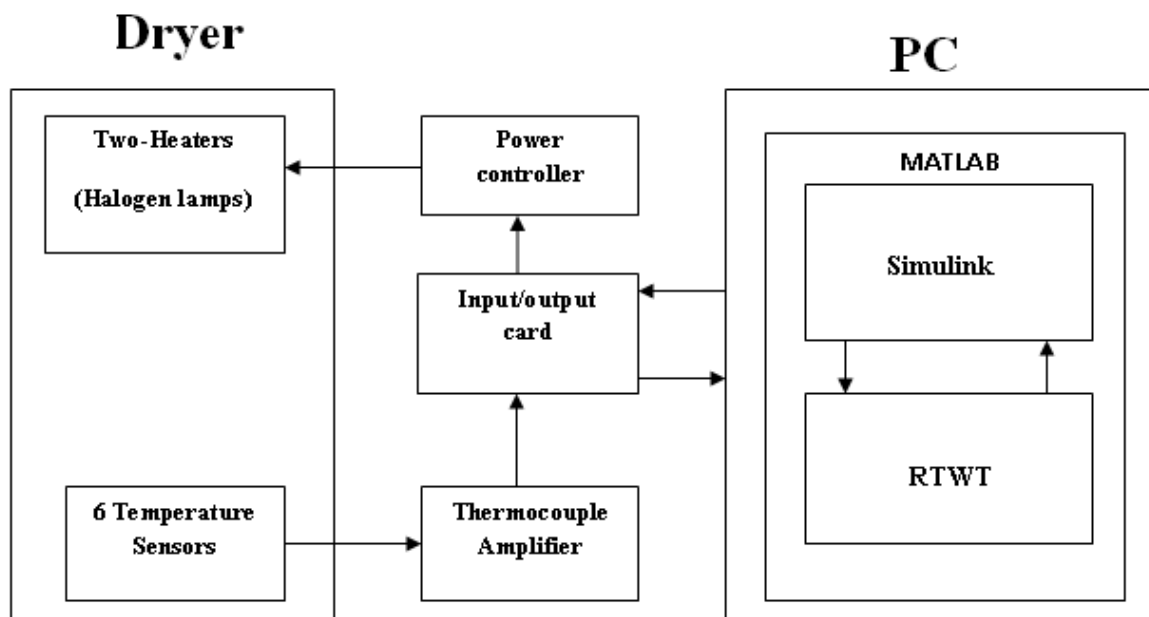 Dryer
PC
Two-Heaters
(Halogen lamps)
Power
controller
MATLAB
Simulink
Input/output
card
RTWT
6 Temperature
Sensors
Thermocouple
Amplifier